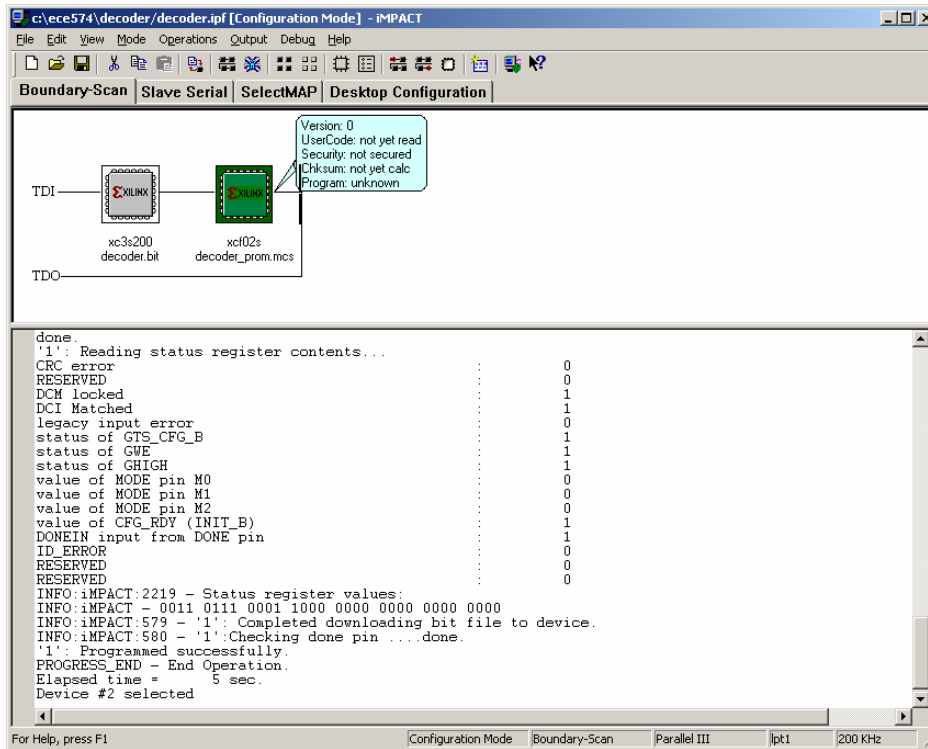 c:\ece574\decoder/decoder.ipf [Configuration Mode] - iMPACT
File Edit View Mode Operations Output Debug Help
Boundary-Scan Slave Serial SelectMAP Desktop Configuration
Version: 0
UserCode: not yet read
Security: not secured
Chksum: not yet calc
Program: unknown
TDI
XILINX XILINX
xc3s200 xcf02s
decoder.bit decoder_prom.mcs
TDO
done.
'1': Reading status register contents...
CRC error : 0
RESERVED : 0
DCM locked : 1
DCI Matched : 1
legacy input error : 0
status of GTS_CFG_B : 1
status of GWE : 1
status of GHIGH : 1
value of MODE pin M0 : 0
value of MODE pin M1 : 0
value of MODE pin M2 : 0
value of CFG_RDY (INIT_B) : 1
DONEIN input from DONE pin : 1
ID_ERROR : 0
RESERVED : 0
RESERVED : 0
INFO:iMPACT:2219 - Status register values:
INFO:iMPACT - 0011 0111 0001 1000 0000 0000 0000 0000
INFO:iMPACT:579 - '1': Completed downloading bit file to device.
INFO:iMPACT:580 - '1':Checking done pin ....done.
'1': Programmed successfully.
PROGRESS_END - End Operation.
Elapsed time = 5 sec.
Device #2 selected
For Help, press F1 Configuration Mode Boundary-Scan Parallel III lpt1 200 KHz